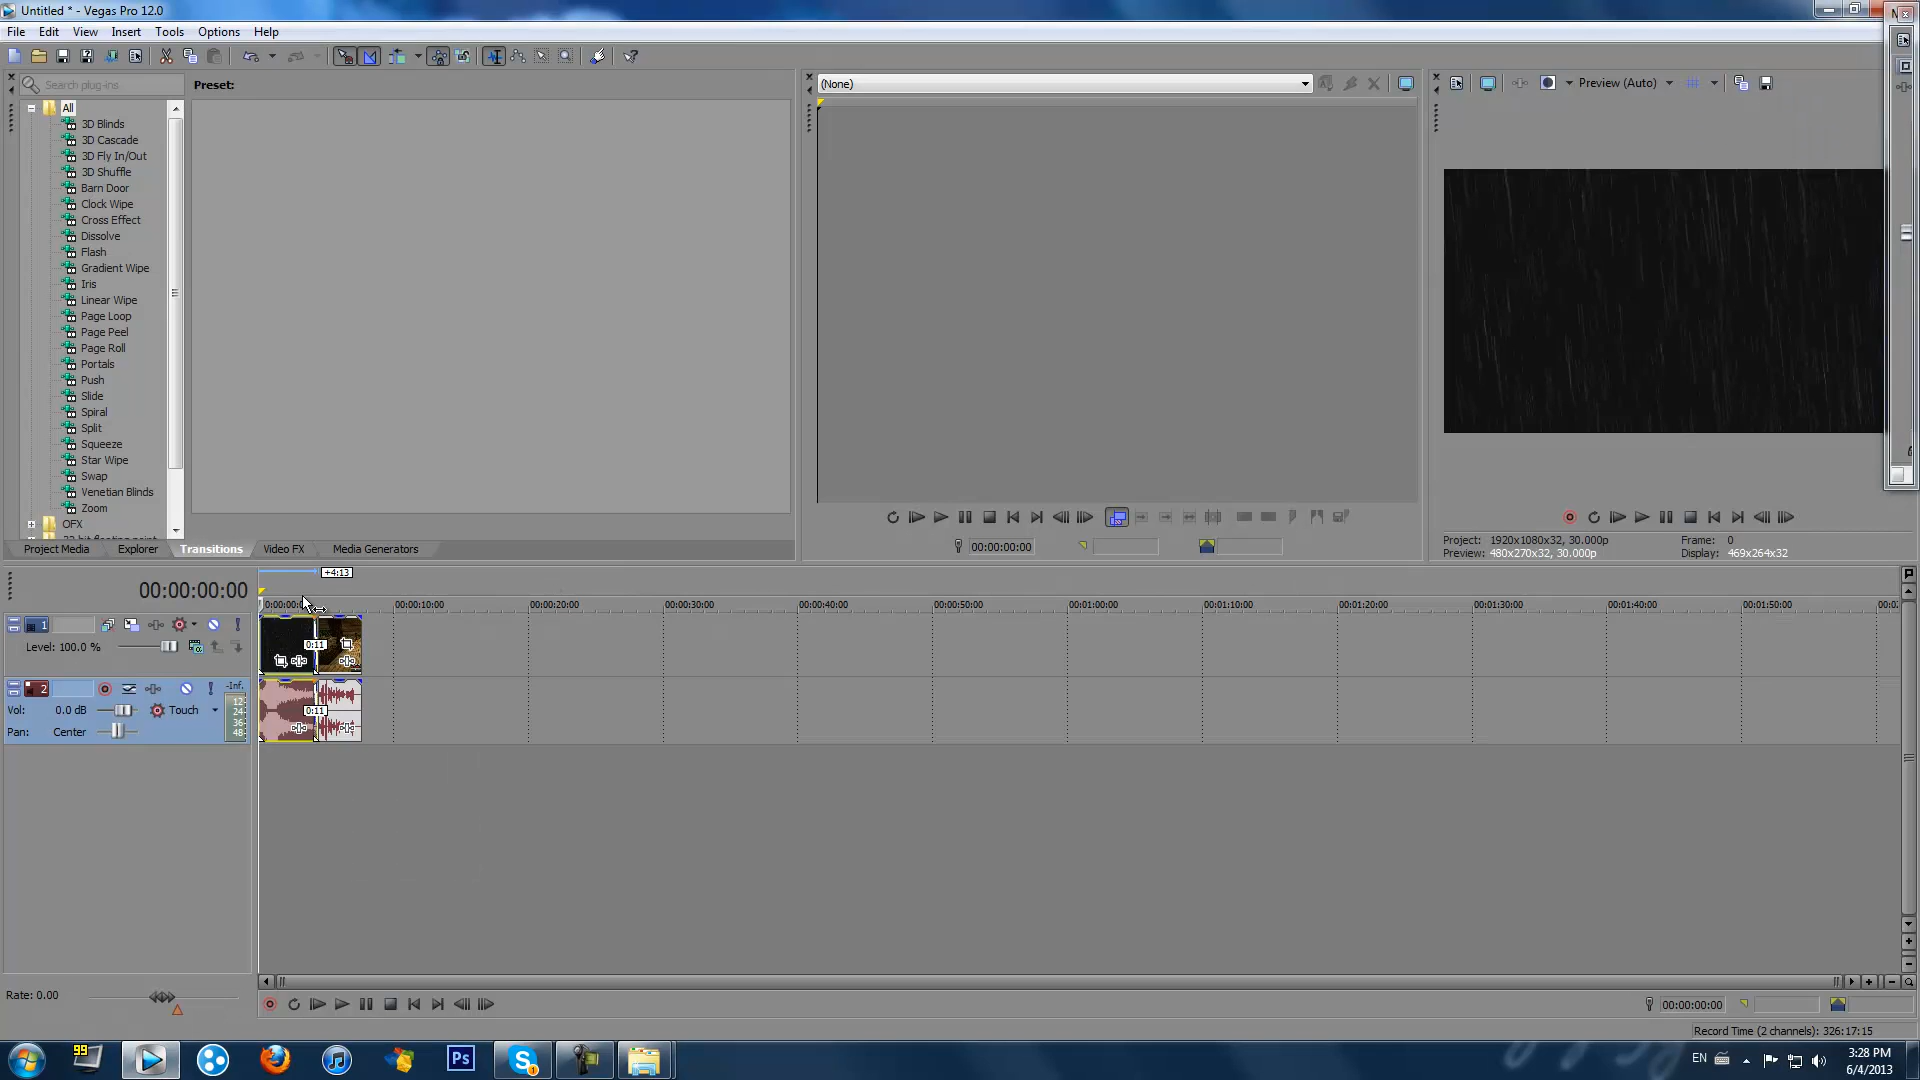 Untitled * - Vegas Pro 12.0
File Edit View Insert Tools Options Help
Search plug-ins
Preset:
(None)
Preview (Auto)
All
3D Blinds
3D Cascade
3D Fly In/Out
3D Shuffle
Barn Door
Clock Wipe
Cross Effect
Dissolve
Flash
Gradient Wipe
Iris
Linear Wipe
Page Loop
Page Peel
Page Roll
Portals
Push
Slide
Spiral
Split
Squeeze
Star Wipe
Swap
Venetian Blinds
Zoom
OFX
Project Media Explorer Transitions Video FX Media Generators
00:00:00:00
Project: 1920x1080x32, 30.000p Frame: 0
Preview: 480x270x32, 30.000p Display: 469x264x32
+4:13
00:00:00:00
00:00:10:00 00:00:20:00 00:00:30:00 00:00:40:00 00:00:50:00 00:01:00:00 00:01:10:00 00:01:20:00 00:01:30:00 00:01:40:00 00:01:50:00
1
Level: 100.0 %
0:11
2
-Inf.
12
24
36
48
Vol: 0.0 dB Touch
Pan: Center
0:11
Rate: 0.00
00:00:00:00
Record Time (2 channels): 326:17:15
99
Ps
EN
3:28 PM
6/4/2013